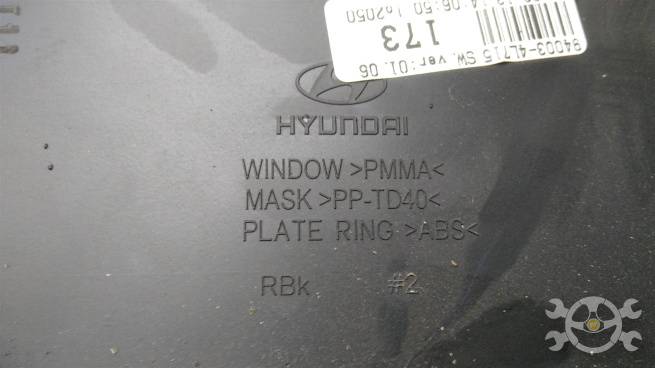 94003-4L715 SW. ver:01.06
173
HYUNDAI
WINDOW >PMMA<
MASK >PP-TD40<
PLATE RING >ABS<
RBk #2